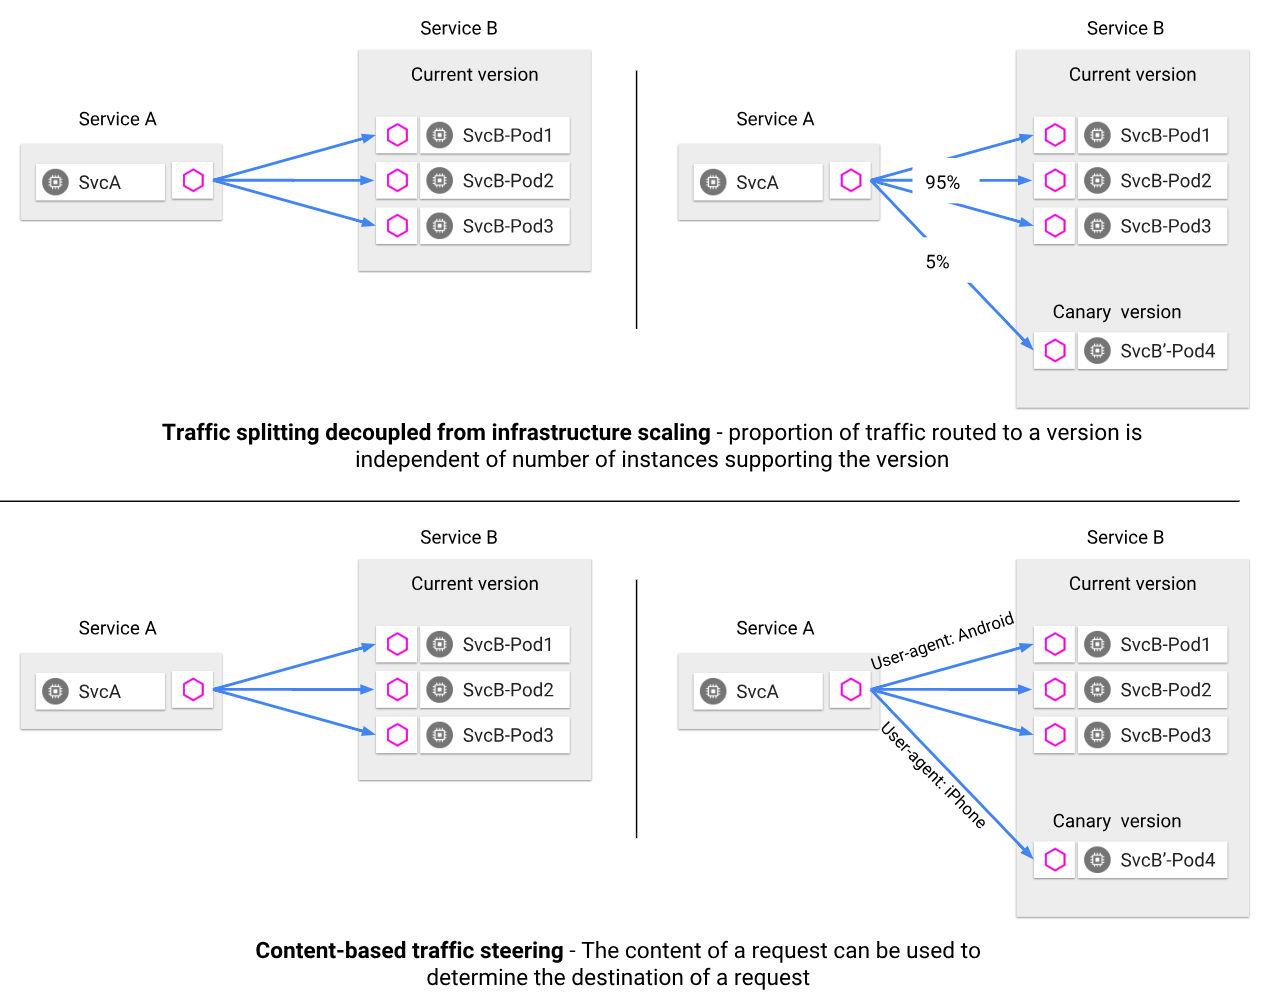 Service B
Current version
Service A
SvcA
SvcB-Pod1
SvcB-Pod2
SvcB-Pod3
Service B
Current version
Service A
SvcA
95%
5%
SvcB-Pod1
SvcB-Pod2
SvcB-Pod3
Canary version
SvcB’-Pod4
Traffic splitting decoupled from infrastructure scaling - proportion of traffic routed to a version is
independent of number of instances supporting the version
Service B
Current version
Service A
SvcA
SvcB-Pod1
SvcB-Pod2
SvcB-Pod3
Service B
Current version
Service A
SvcA
User-agent: Android
User-agent: iPhone
SvcB-Pod1
SvcB-Pod2
SvcB-Pod3
Canary version
SvcB’-Pod4
Content-based traffic steering - The content of a request can be used to
determine the destination of a request